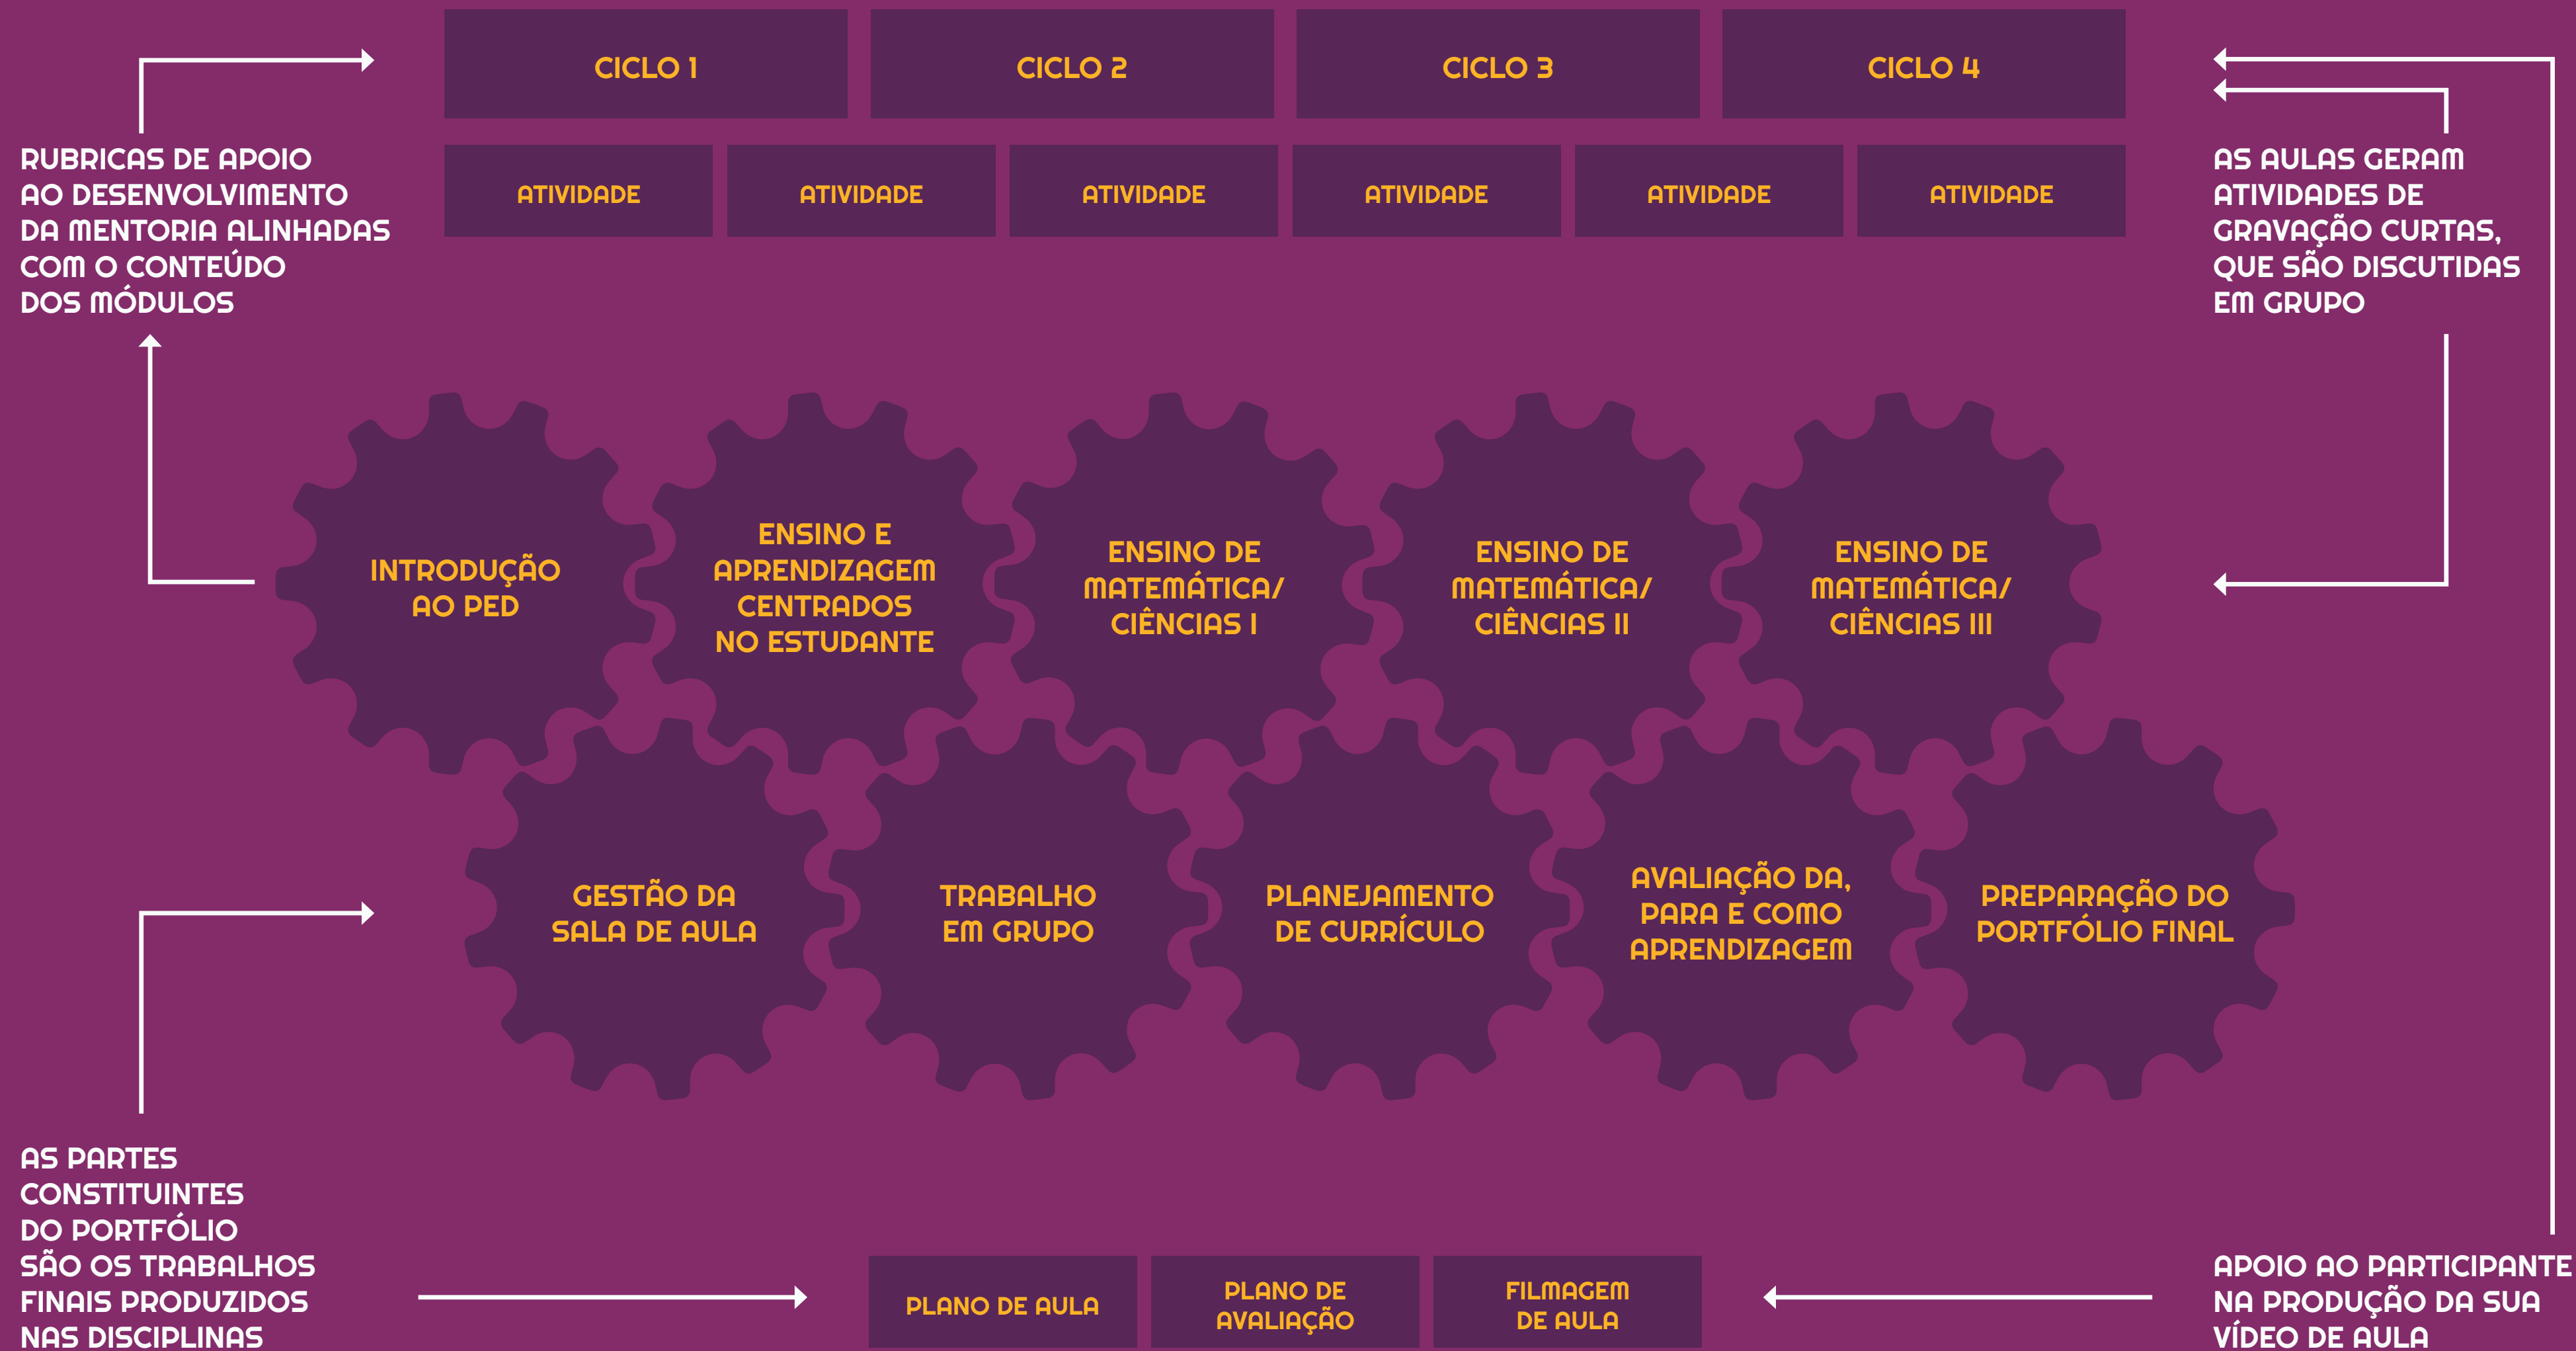 CICLO 1
CICLO 2
CICLO 3
CICLO 4
ATIVIDADE
ATIVIDADE
ATIVIDADE
ATIVIDADE
ATIVIDADE
ATIVIDADE
RUBRICAS DE APOIO
AO DESENVOLVIMENTO
DA MENTORIA ALINHADAS
COM O CONTEÚDO
DOS MÓDULOS
AS AULAS GERAM
ATIVIDADES DE
GRAVAÇÃO CURTAS,
QUE SÃO DISCUTIDAS
EM GRUPO
INTRODUÇÃO
AO PED
ENSINO E
APRENDIZAGEM
CENTRADOS
NO ESTUDANTE
ENSINO DE
MATEMÁTICA/
CIÊNCIAS I
ENSINO DE
MATEMÁTICA/
CIÊNCIAS II
ENSINO DE
MATEMÁTICA/
CIÊNCIAS III
GESTÃO DA
SALA DE AULA
TRABALHO
EM GRUPO
PLANEJAMENTO
DE CURRÍCULO
AVALIAÇÃO DA,
PARA E COMO
APRENDIZAGEM
PREPARAÇÃO DO
PORTFÓLIO FINAL
AS PARTES
CONSTITUINTES
DO PORTFÓLIO
SÃO OS TRABALHOS
FINAIS PRODUZIDOS
NAS DISCIPLINAS
PLANO DE AULA
PLANO DE
AVALIAÇÃO
FILMAGEM
DE AULA
APOIO AO PARTICIPANTE
NA PRODUÇÃO DA SUA
VÍDEO DE AULA